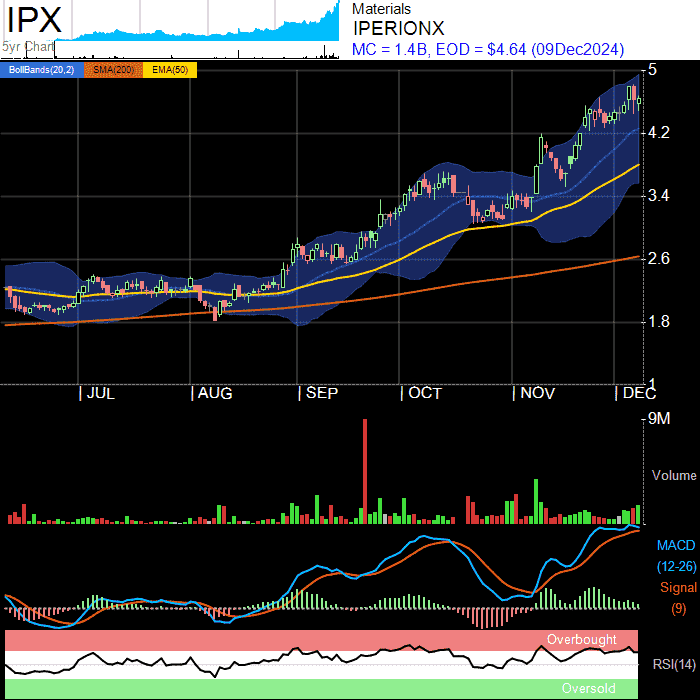 IPX
5yr Chart
Materials
IPERIONX
MC = 1.4B, EOD = $4.64 (09Dec2024)
BollBands(20,2) SMA(200) EMA(50)
5
4.2
3.4
2.6
1.8
1
JUL AUG SEP OCT NOV DEC
9M
Volume
MACD
(12-26)
Signal
(9)
Overbought
RSI(14)
Oversold